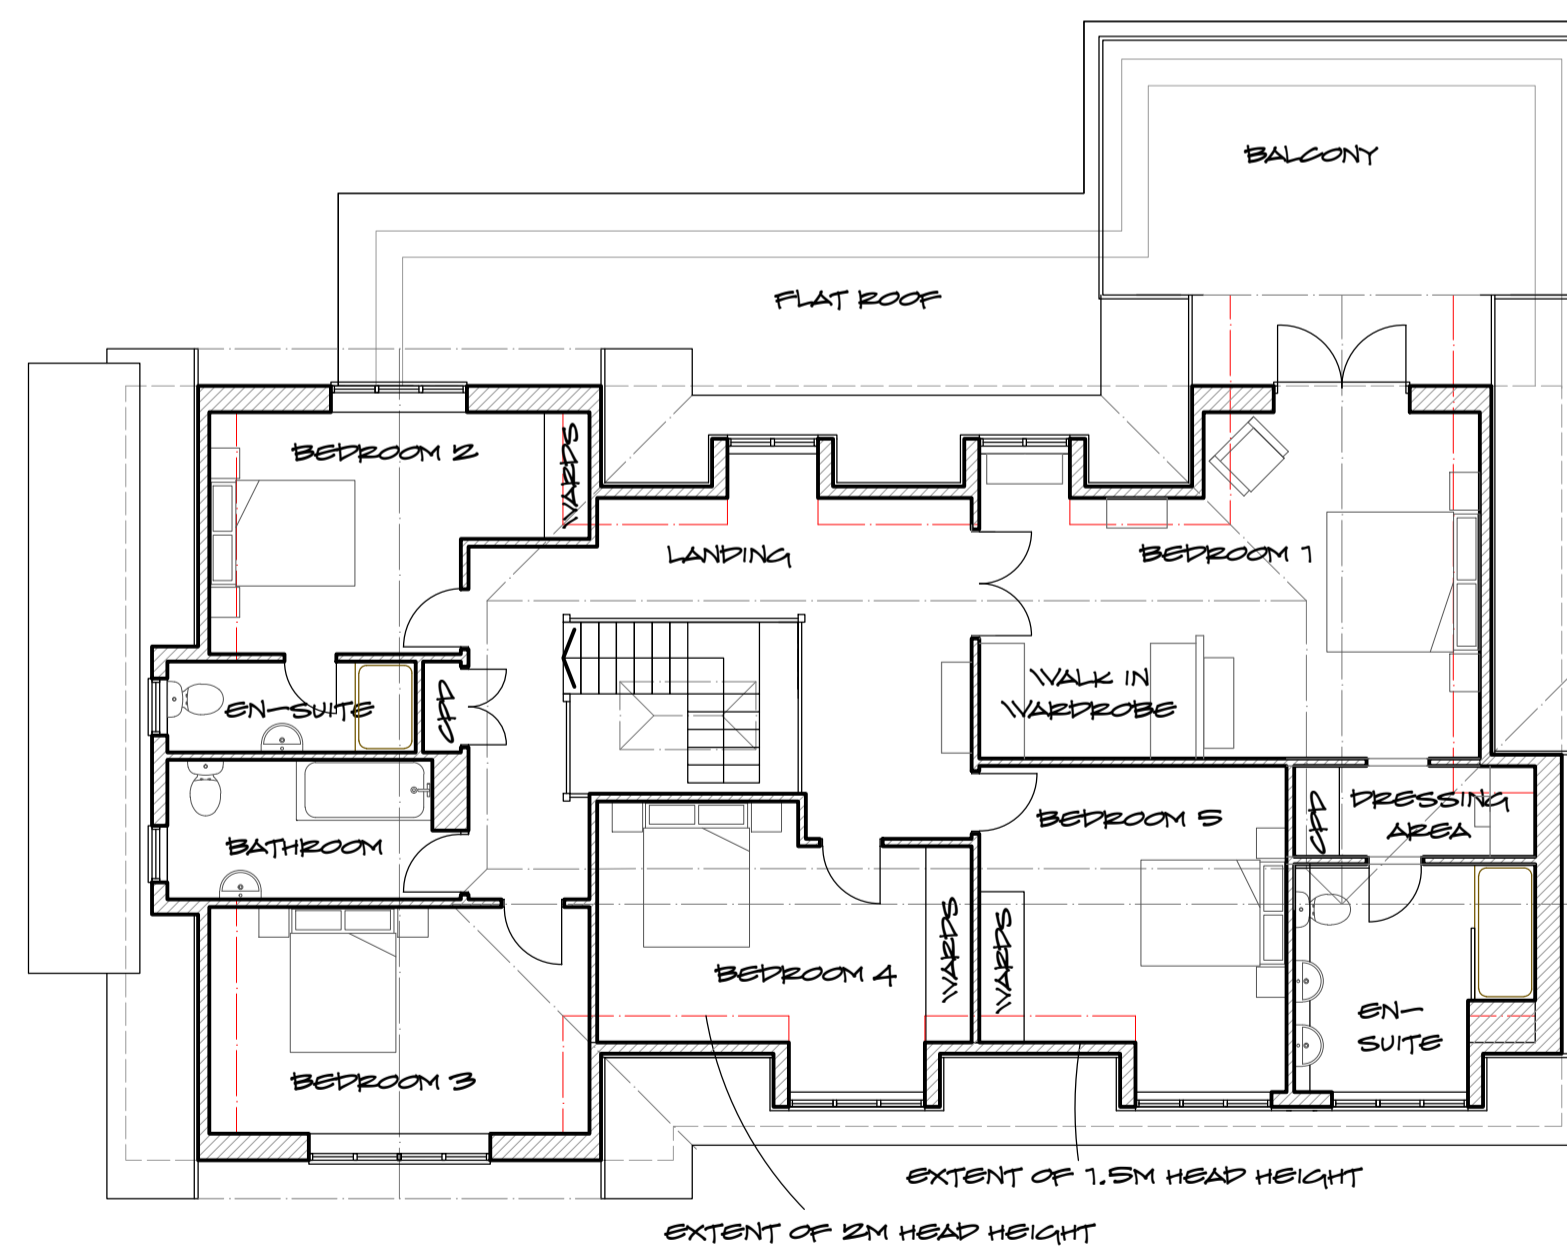 BALCONY
FLAT ROOF
BEDROOM 2
WARDS
LANDING
BEDROOM 1
WALK IN
WARDROBE
EN-SUITE
CPD
BATHROOM
BEDROOM 5
CPD
DRESSING
AREA
BEDROOM 4
WARDS
WARDS
EN-
SUITE
BEDROOM 3
EXTENT OF 1.5M HEAD HEIGHT
EXTENT OF 2M HEAD HEIGHT